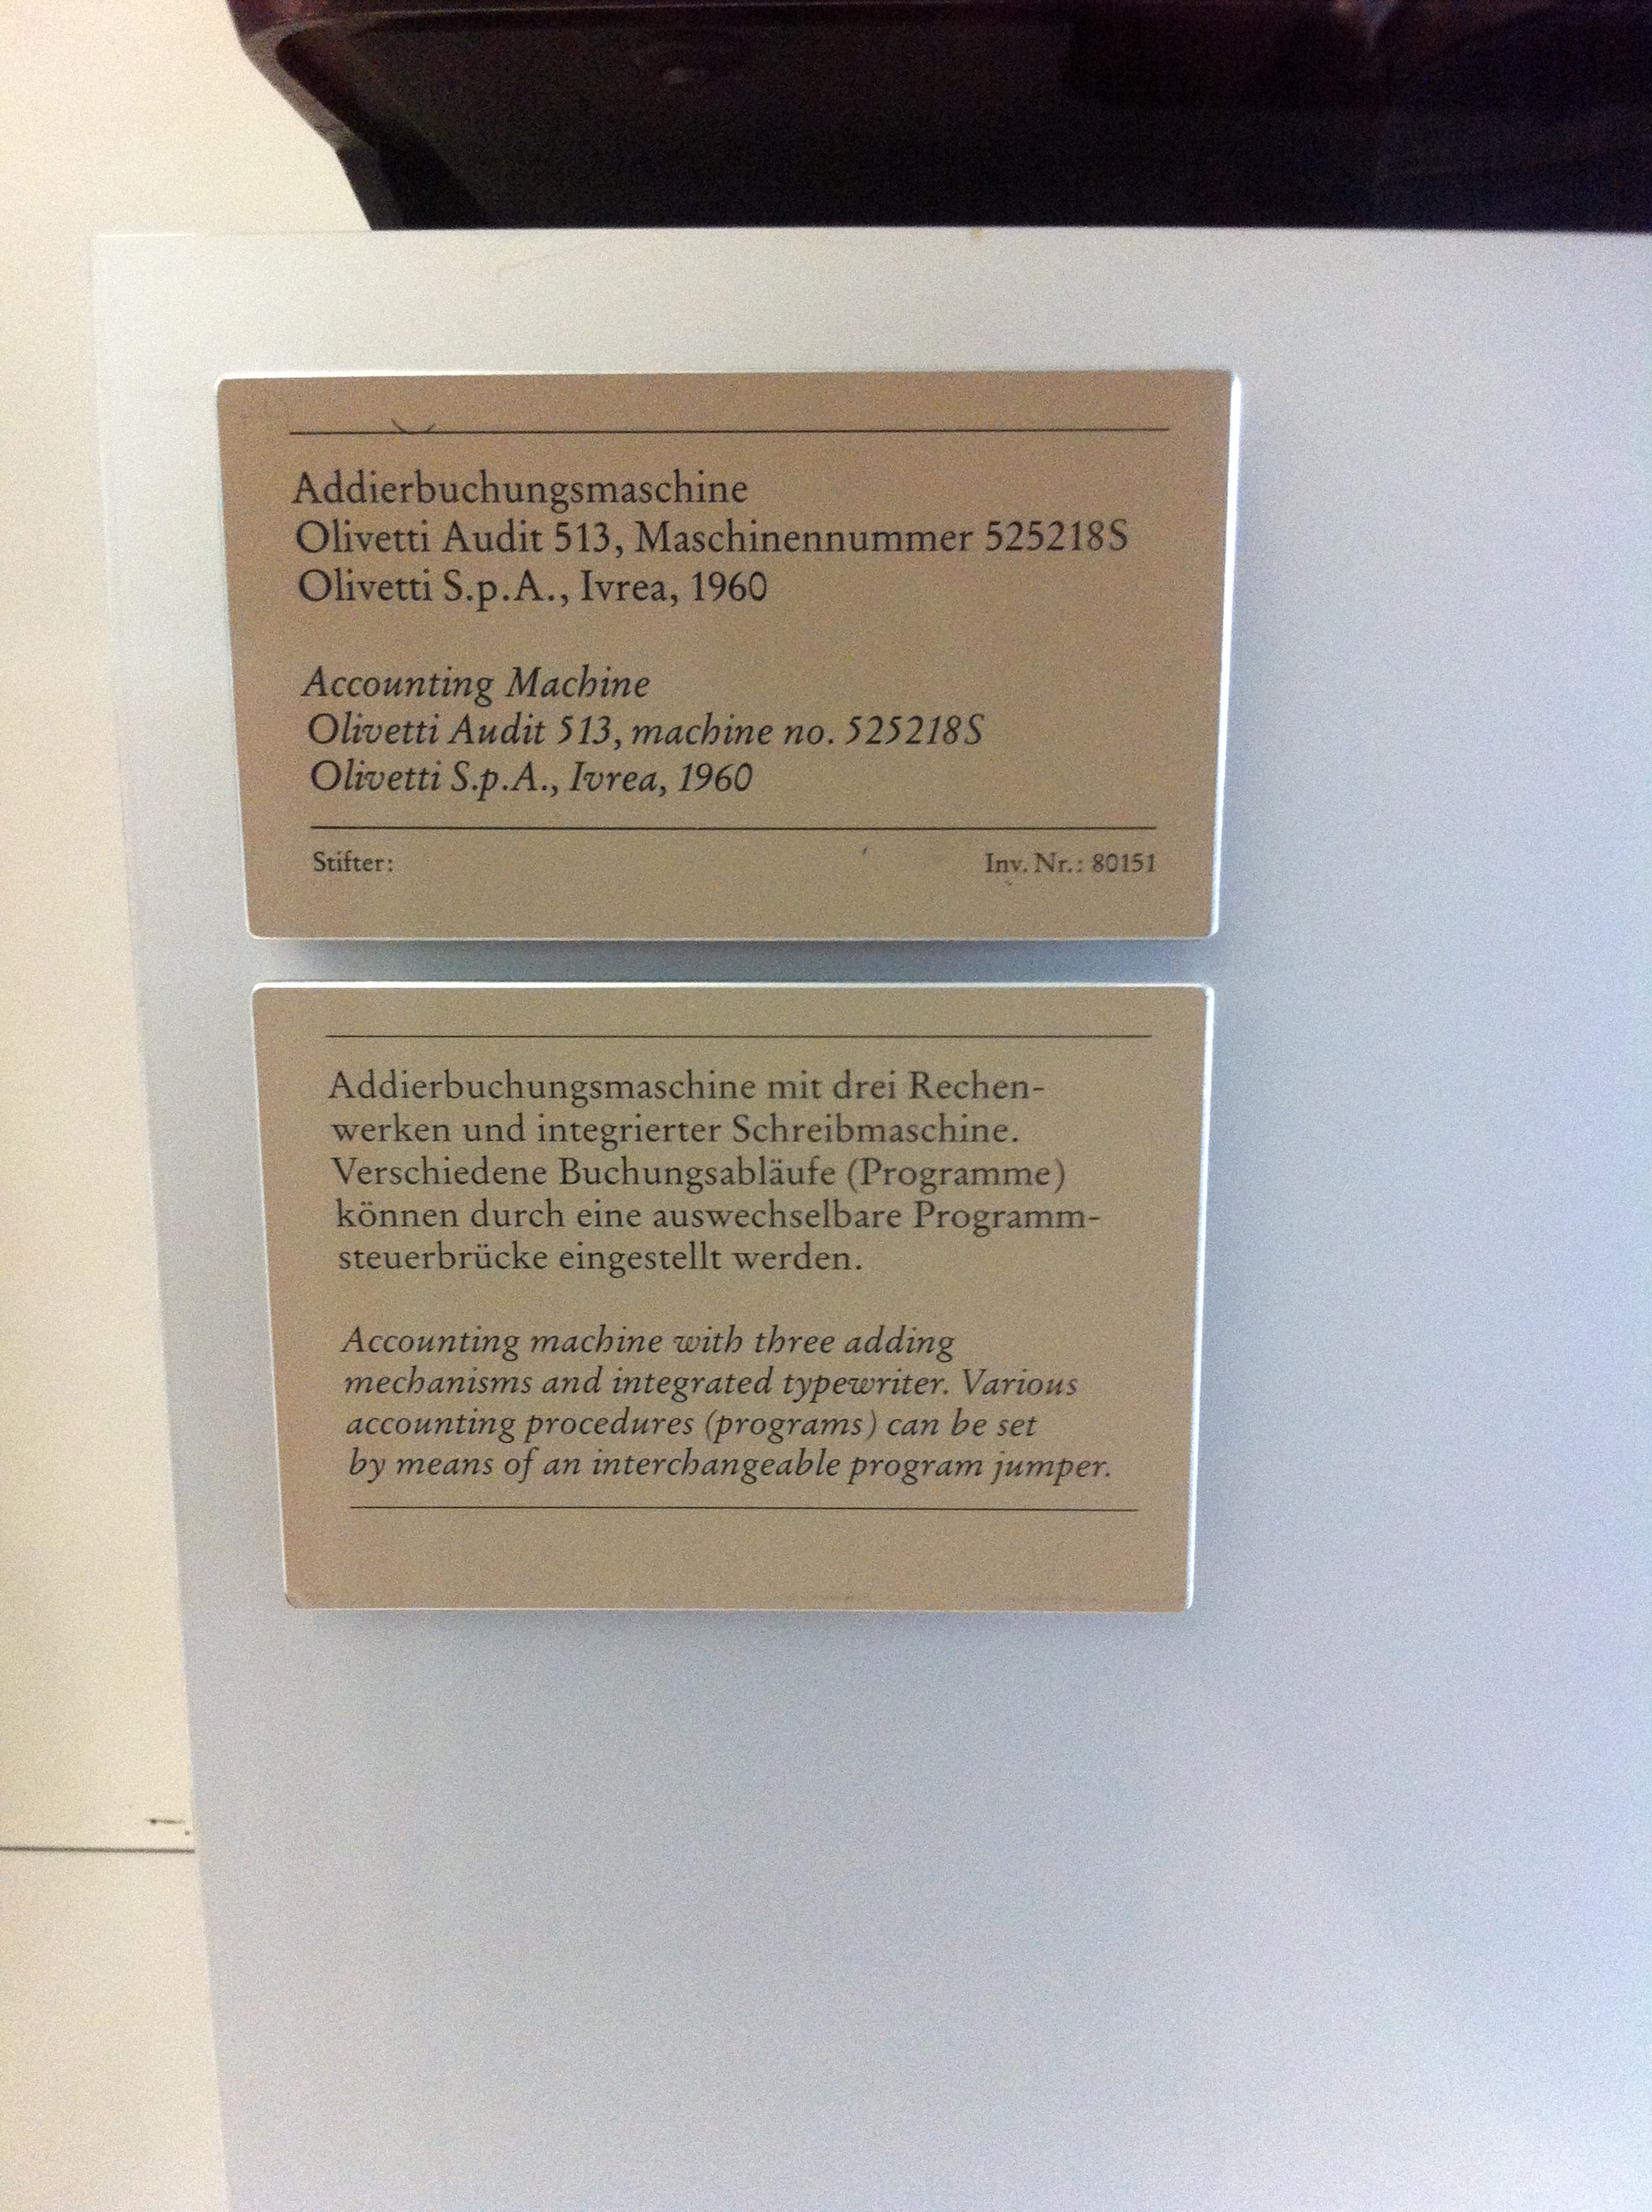 Addierbuchungsmaschine
Olivetti Audit 513, Maschinennummer 525218S
Olivetti S.p.A., Ivrea, 1960
Accounting Machine
Olivetti Audit 513, machine no. 525218S
Olivetti S.p.A., Ivrea, 1960
Stifter: Inv. Nr.: 80151
Addierbuchungsmaschine mit drei Rechen-
werken und integrierter Schreibmaschine.
Verschiedene Buchungsabläufe (Programme)
können durch eine auswechselbare Programm-
steuerbrücke eingestellt werden.
Accounting machine with three adding
mechanisms and integrated typewriter. Various
accounting procedures (programs) can be set
by means of an interchangeable program jumper.